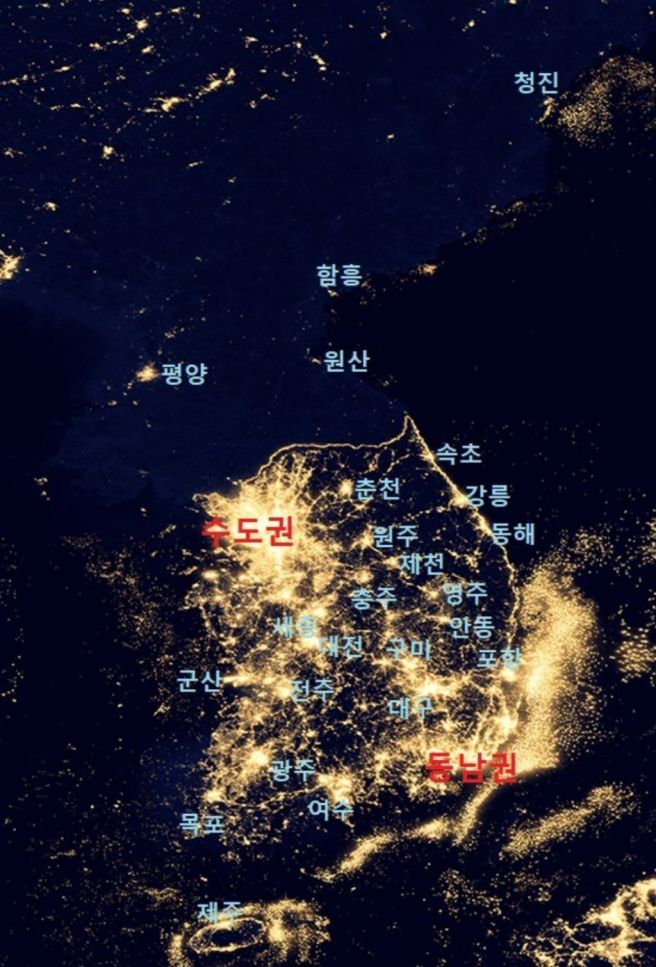 청진
함흥
원산
평양
속초
춘천
강릉
수도권
원주
동해
제천
충주
영주
세종
안동
대전
구미
포항
군산
전주
대구
광주
동남권
여수
목포
제주